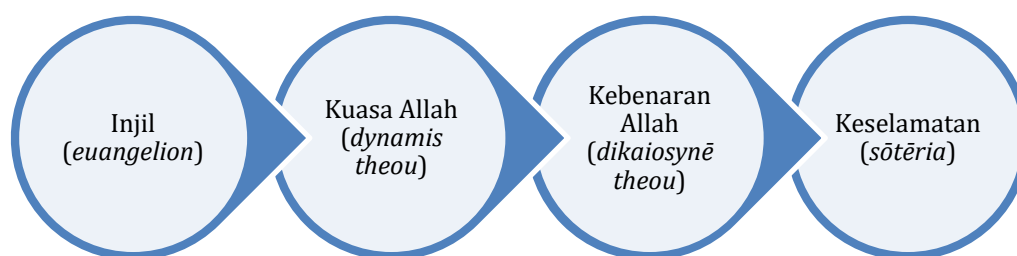 Injil
(euangelion)
Kuasa Allah
(dynamis
theou)
Kebenaran
Allah
(dikaiosynē
theou)
Keselamatan
(sōtēria)